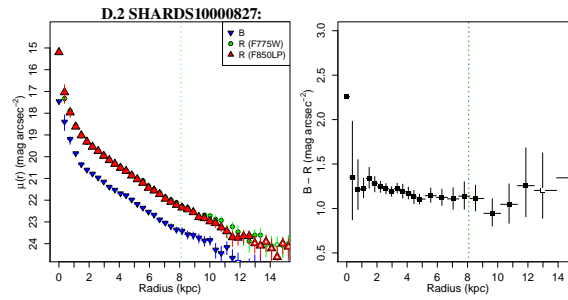 D.2 SHARDS10000827:
B
R (F775W)
R (F850LP)
μ(r) (mag arcsec−2)
15
16
17
18
19
20
21
22
23
24
0 2 4 6 8 10 12 14
Radius (kpc)
B − R (mag arcsec−2)
3.0
2.5
2.0
1.5
1.0
0.5
0 2 4 6 8 10 12 14
Radius (kpc)